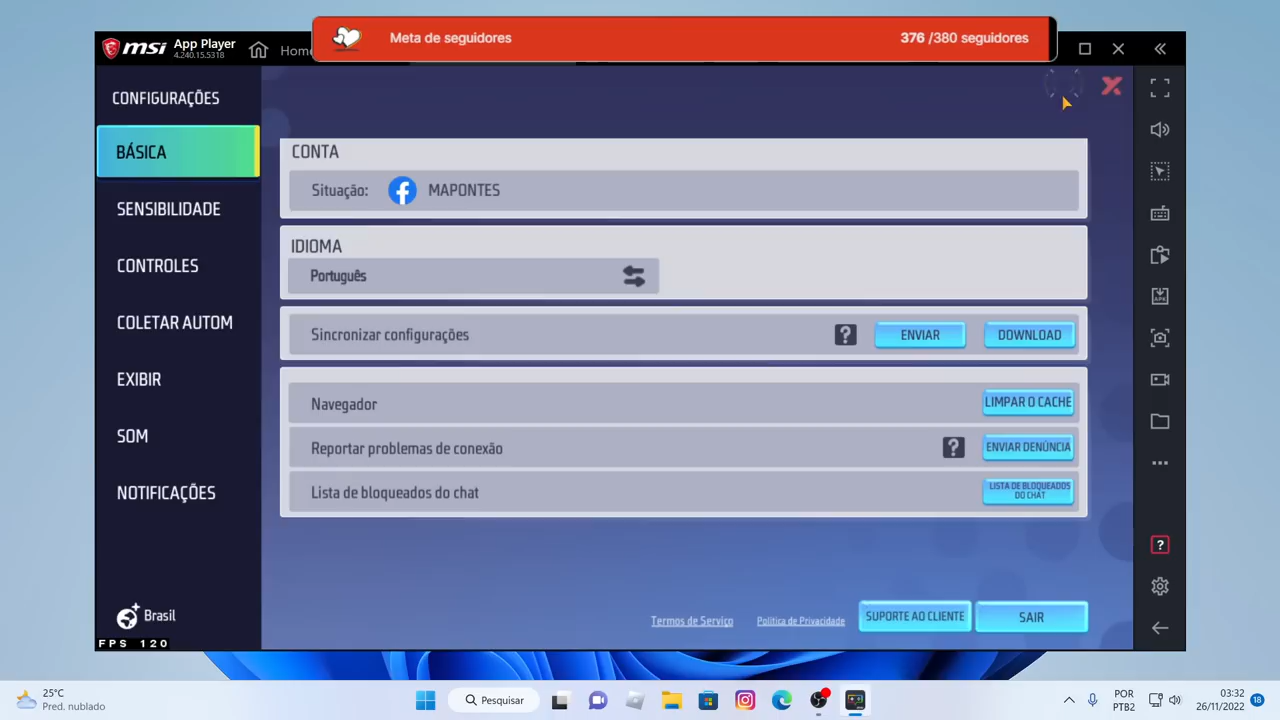 Meta de seguidores
376 /380 seguidores
msi App Player
4.240.15.5318
Home
CONFIGURAÇÕES
BÁSICA
SENSIBILIDADE
CONTROLES
COLETAR AUTOM
EXIBIR
SOM
NOTIFICAÇÕES
Brasil
FPS 120
CONTA
Situação:
MAPONTES
IDIOMA
Português
Sincronizar configurações
?
ENVIAR
DOWNLOAD
Navegador
LIMPAR O CACHE
Reportar problemas de conexão
?
ENVIAR DENÚNCIA
Lista de bloqueados do chat
LISTA DE BLOQUEADOS
DO CHAT
Termos de Serviço
Política de Privacidade
SUPORTE AO CLIENTE
SAIR
APK
?
25°C
Pred. nublado
Pesquisar
POR
PTB2
03:32
26/11/2022
18